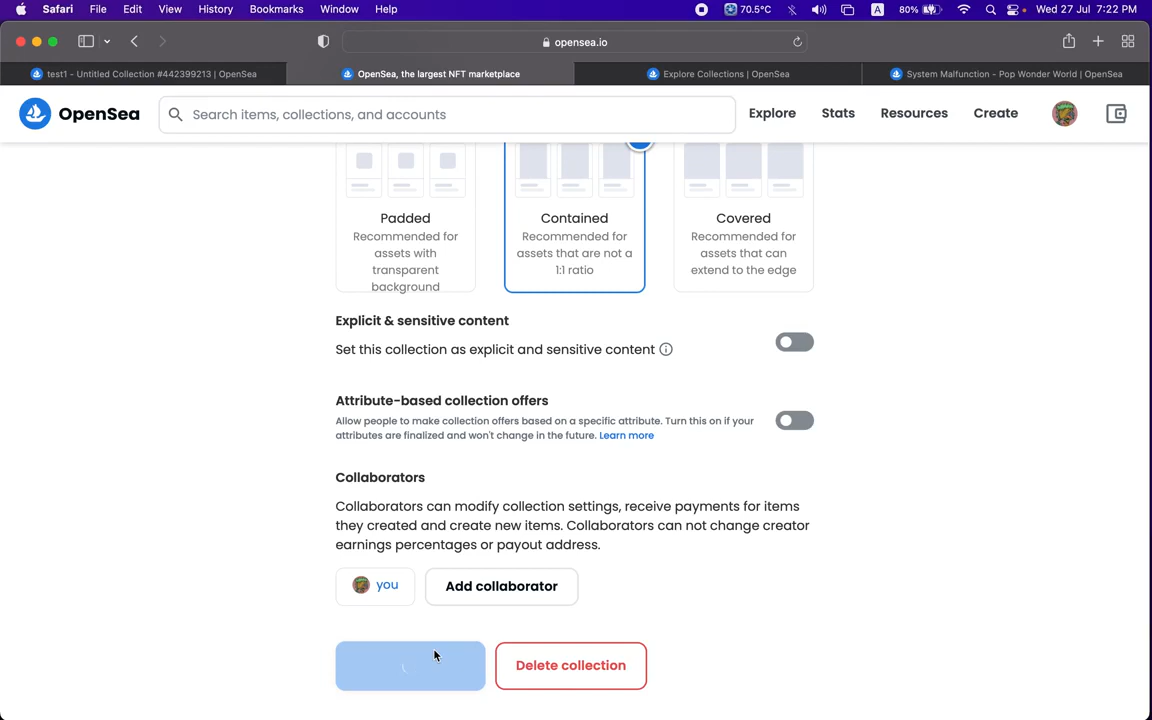 Safari File Edit View History Bookmarks Window Help 70.5°C A 80% Wed 27 Jul 7:22 PM
opensea.io
test1 - Untitled Collection #442399213 | OpenSea
OpenSea, the largest NFT marketplace
Explore Collections | OpenSea
System Malfunction - Pop Wonder World | OpenSea
OpenSea Search items, collections, and accounts Explore Stats Resources Create
Padded
Recommended for
assets with
transparent
background
Contained
Recommended for
assets that are not a
1:1 ratio
Covered
Recommended for
assets that can
extend to the edge
Explicit & sensitive content
Set this collection as explicit and sensitive content
Attribute-based collection offers
Allow people to make collection offers based on a specific attribute. Turn this on if your
attributes are finalized and won't change in the future. Learn more
Collaborators
Collaborators can modify collection settings, receive payments for items
they created and create new items. Collaborators can not change creator
earnings percentages or payout address.
you Add collaborator
Delete collection